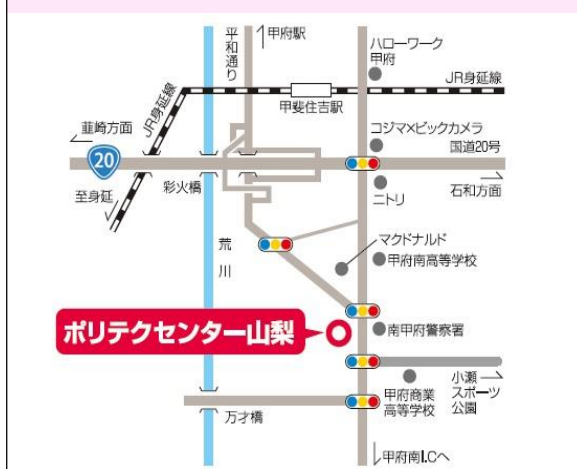 平和通り
甲府駅
ハローワーク
甲府
JR身延線
甲斐住吉駅
JR身延線
韮崎方面
コジマ×ビックカメラ
国道20号
20
彩火橋
ニトリ
石和方面
至身延
荒川
マクドナルド
甲府南高等学校
ポリテクセンター山梨
南甲府警察署
小瀬
スポーツ
公園
甲府商業
高等学校
万才橋
甲府南I.Cへ